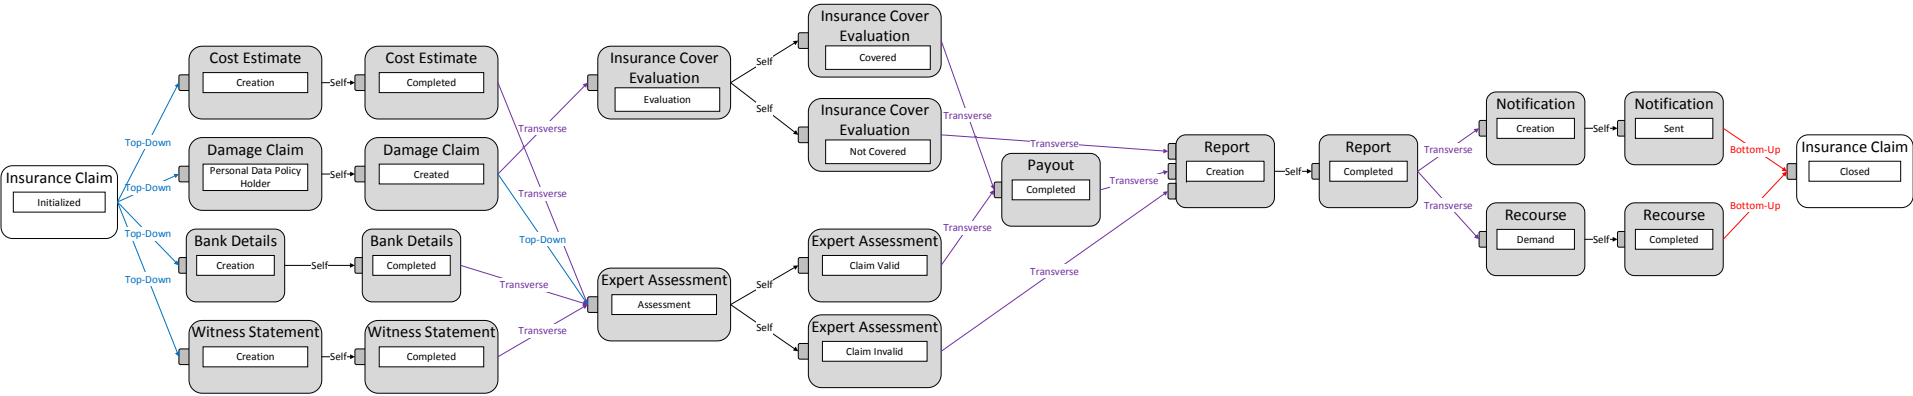 Insurance Claim
Initialized
Top-Down
Top-Down
Top-Down
Top-Down
Cost Estimate
Creation
Self
Cost Estimate
Completed
Damage Claim
Personal Data Policy
Holder
Self
Damage Claim
Created
Bank Details
Creation
Self
Bank Details
Completed
Witness Statement
Creation
Self
Witness Statement
Completed
Transverse
Transverse
Top-Down
Transverse
Transverse
Insurance Cover
Evaluation
Evaluation
Self
Self
Expert Assessment
Assessment
Self
Self
Insurance Cover
Evaluation
Covered
Insurance Cover
Evaluation
Not Covered
Expert Assessment
Claim Valid
Expert Assessment
Claim Invalid
Transverse
Transverse
Transverse
Payout
Completed
Transverse
Transverse
Report
Creation
Self
Report
Completed
Transverse
Transverse
Notification
Creation
Self
Notification
Sent
Recourse
Demand
Self
Recourse
Completed
Bottom-Up
Bottom-Up
Insurance Claim
Closed